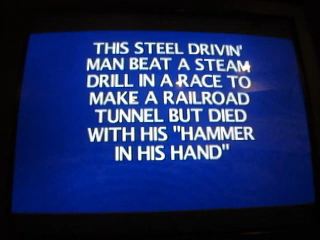 THIS STEEL DRIVIN'
MAN BEAT A STEAM
DRILL IN A RACE TO
MAKE A RAILROAD
TUNNEL BUT DIED
WITH HIS "HAMMER
IN HIS HAND"